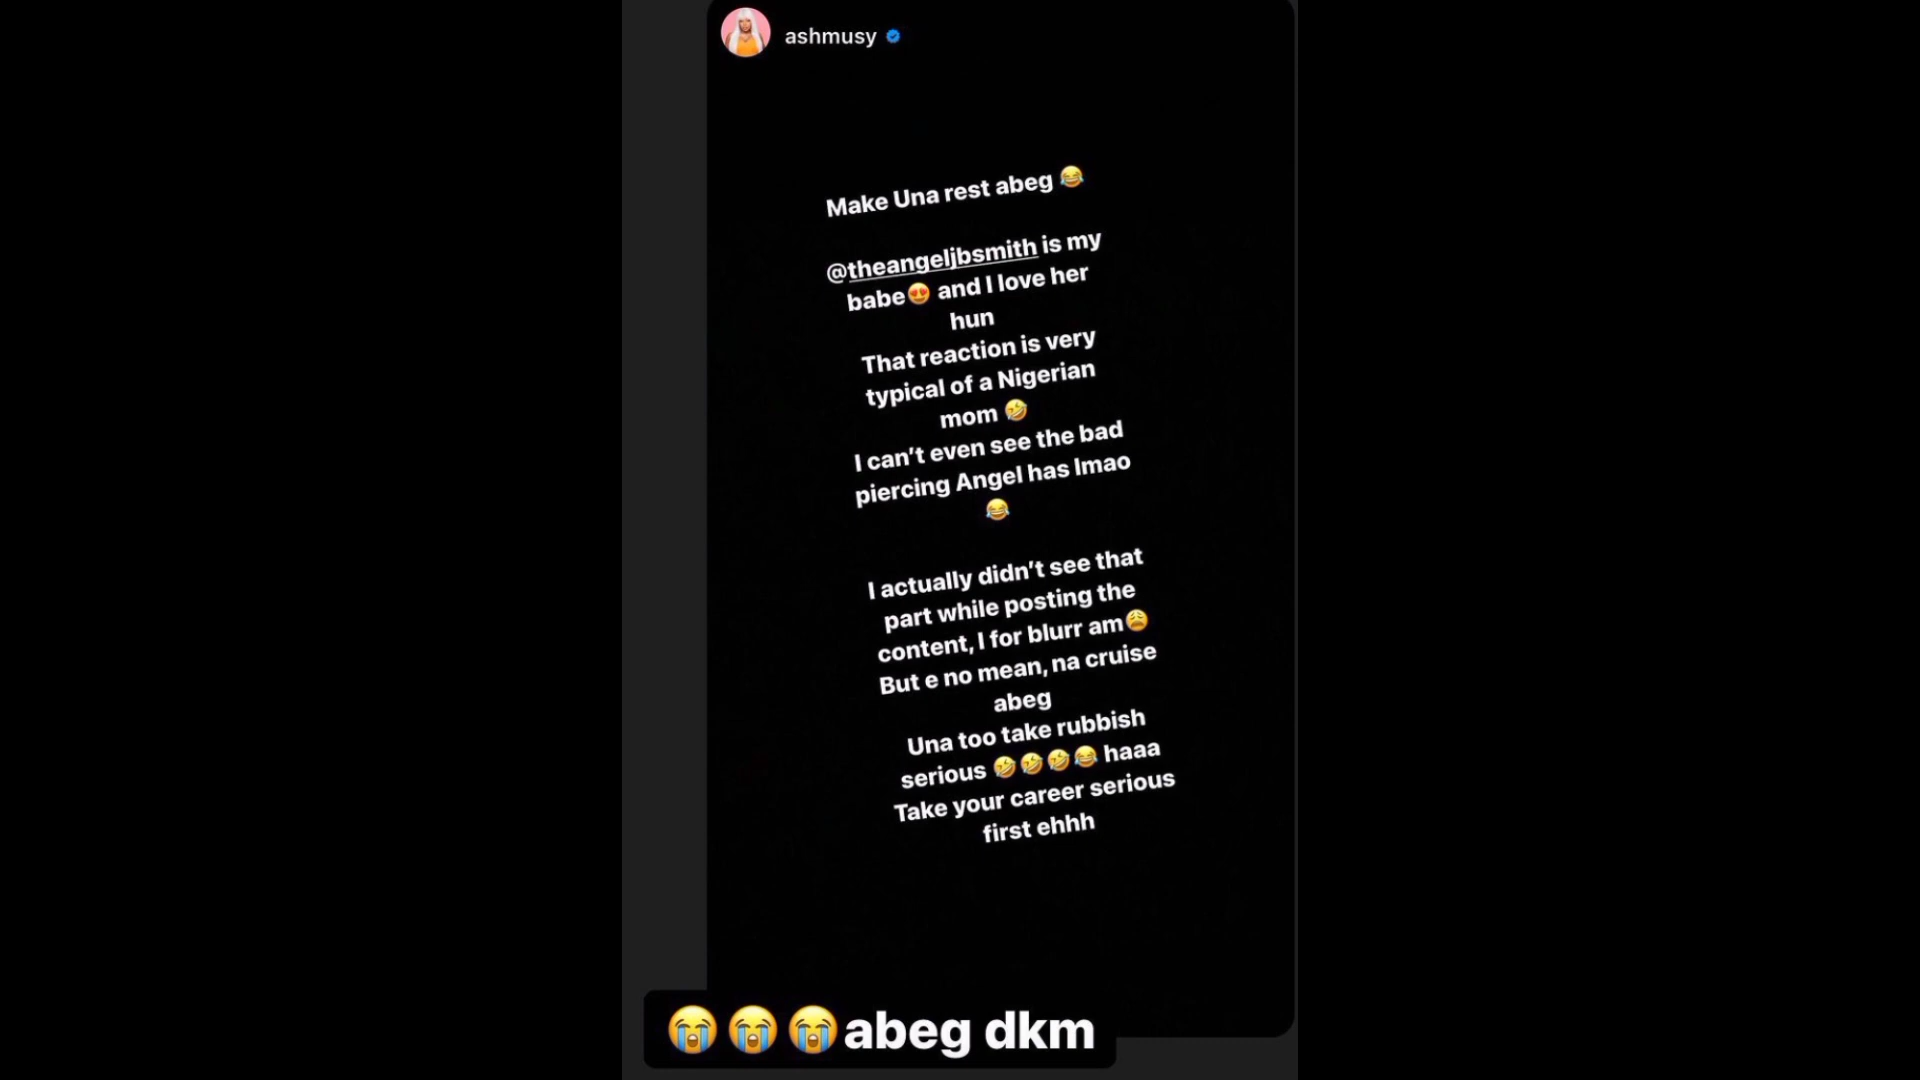 ashmusy
Make Una rest abeg 😂
@theangeljbsmith is my
babe😍 and I love her
hun
That reaction is very
typical of a Nigerian
mom 🤣
I can't even see the bad
piercing Angel has lmao
😂
I actually didn't see that
part while posting the
content, I for blurr am😩
But e no mean, na cruise
abeg
Una too take rubbish
serious 🤣🤣🤣😂 haaa
Take your career serious
first ehhh
😭😭😭abeg dkm